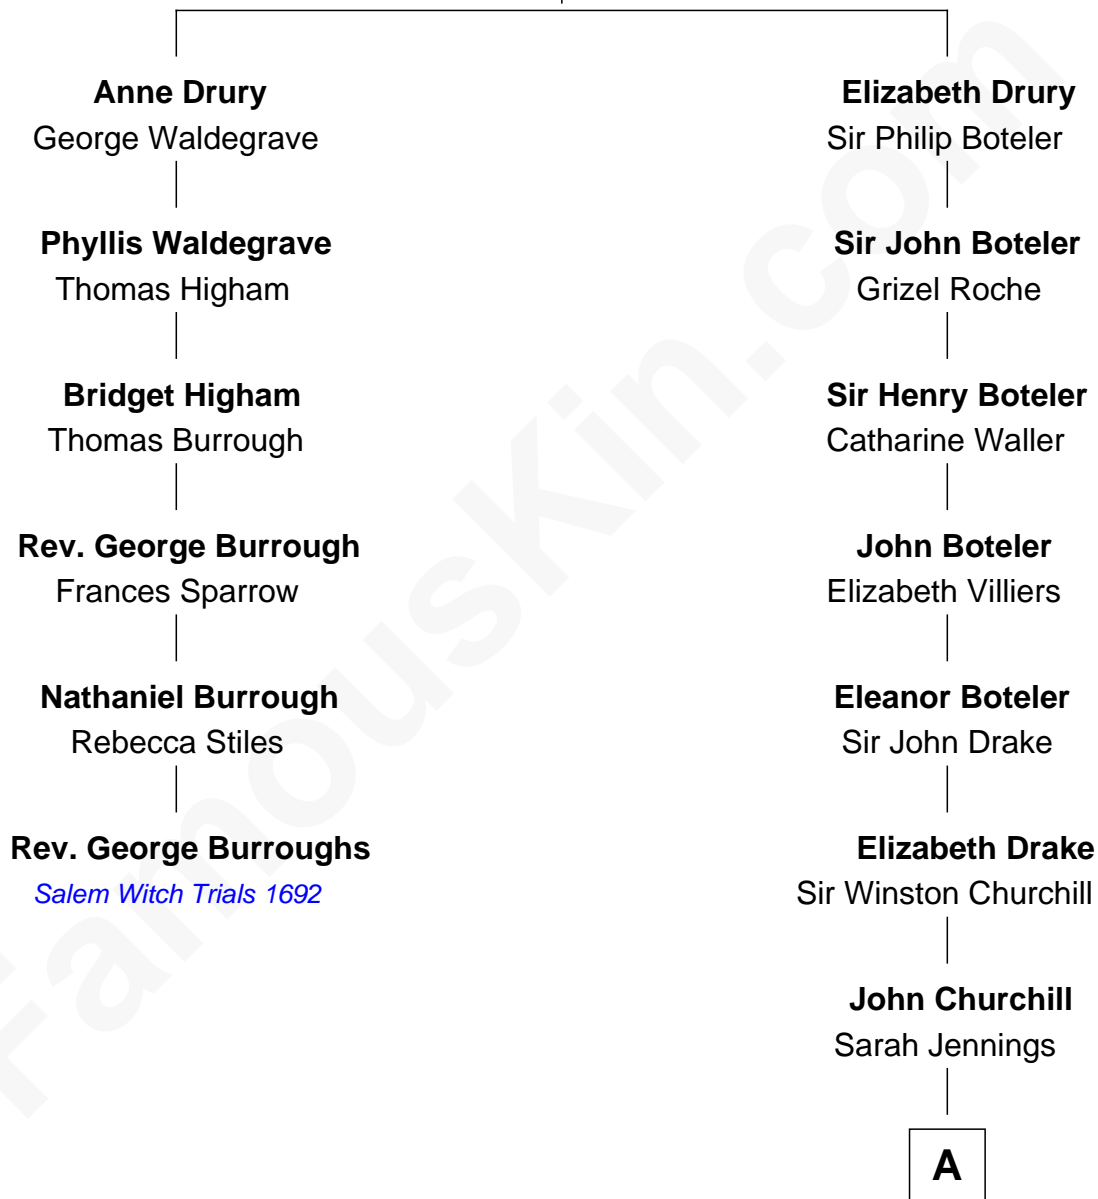 Anne Drury
George Waldegrave
Phyllis Waldegrave
Thomas Higham
Bridget Higham
Thomas Burrough
Rev. George Burrough
Frances Sparrow
Nathaniel Burrough
Rebecca Stiles
Rev. George Burroughs
Salem Witch Trials 1692
Elizabeth Drury
Sir Philip Boteler
Sir John Boteler
Grizel Roche
Sir Henry Boteler
Catharine Waller
John Boteler
Elizabeth Villiers
Eleanor Boteler
Sir John Drake
Elizabeth Drake
Sir Winston Churchill
John Churchill
Sarah Jennings
A
FamousKin.com